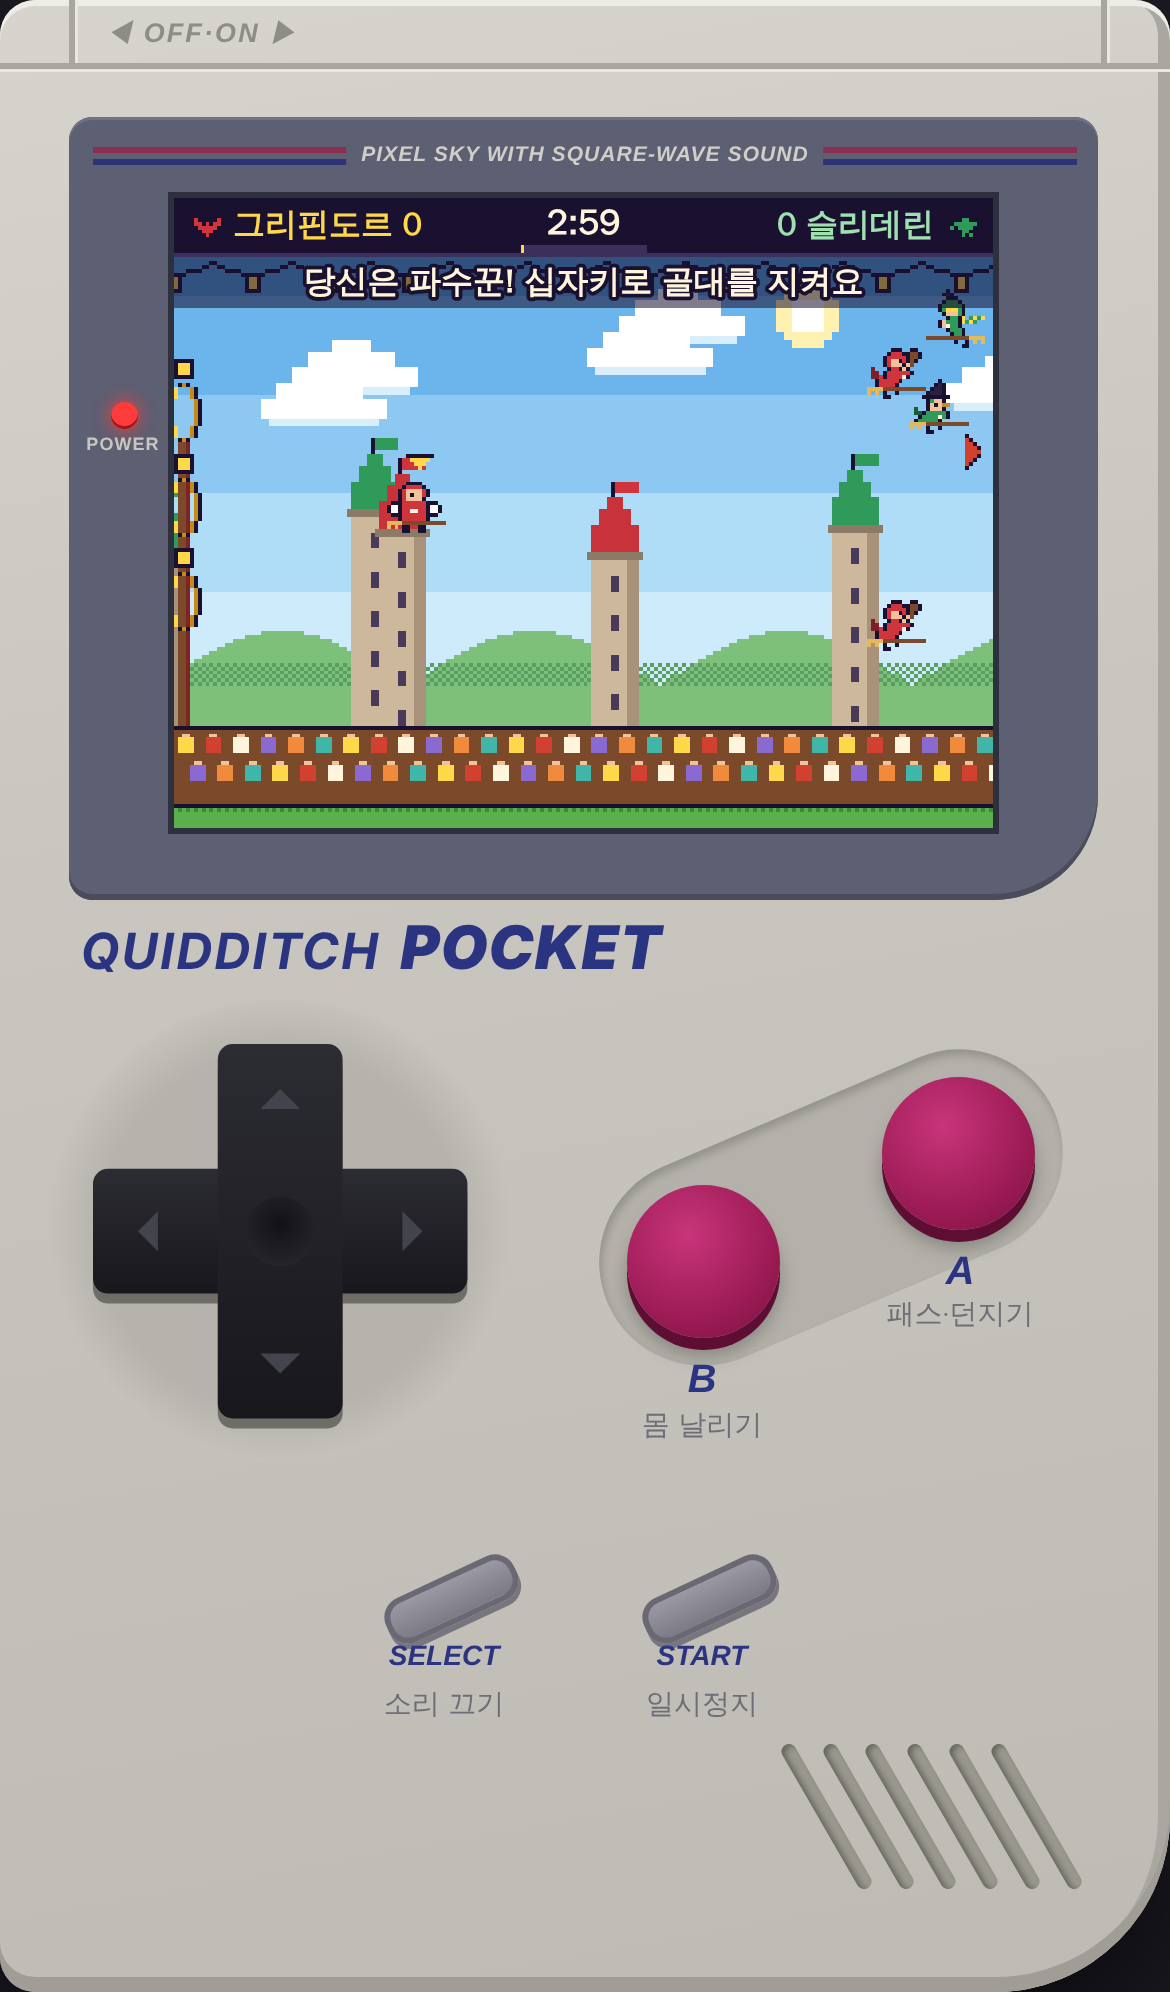 OFF·ON
PIXEL SKY WITH SQUARE-WAVE SOUND
그리핀도르 0 2:59 0 슬리데린
당신은 파수꾼! 십자키로 골대를 지켜요
POWER
QUIDDITCH POCKET
A
패스·던지기
B
몸 날리기
SELECT START
소리 끄기 일시정지